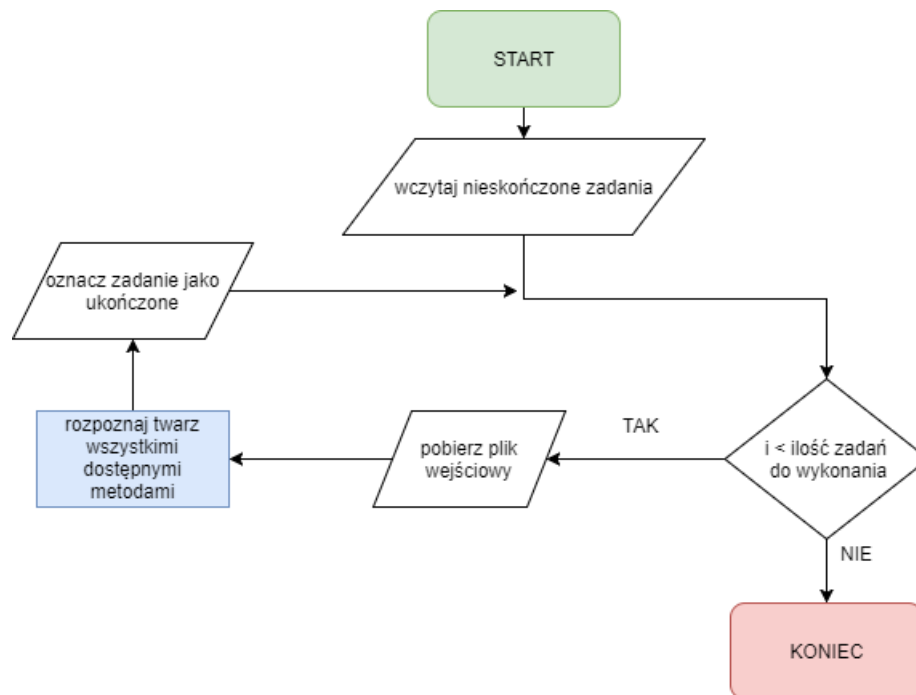 START
wczytaj nieskończone zadania
oznacz zadanie jako
ukończone
rozpoznaj twarz
wszystkimi
dostępnymi
metodami
pobierz plik
wejściowy
TAK
i < ilość zadań
do wykonania
NIE
KONIEC